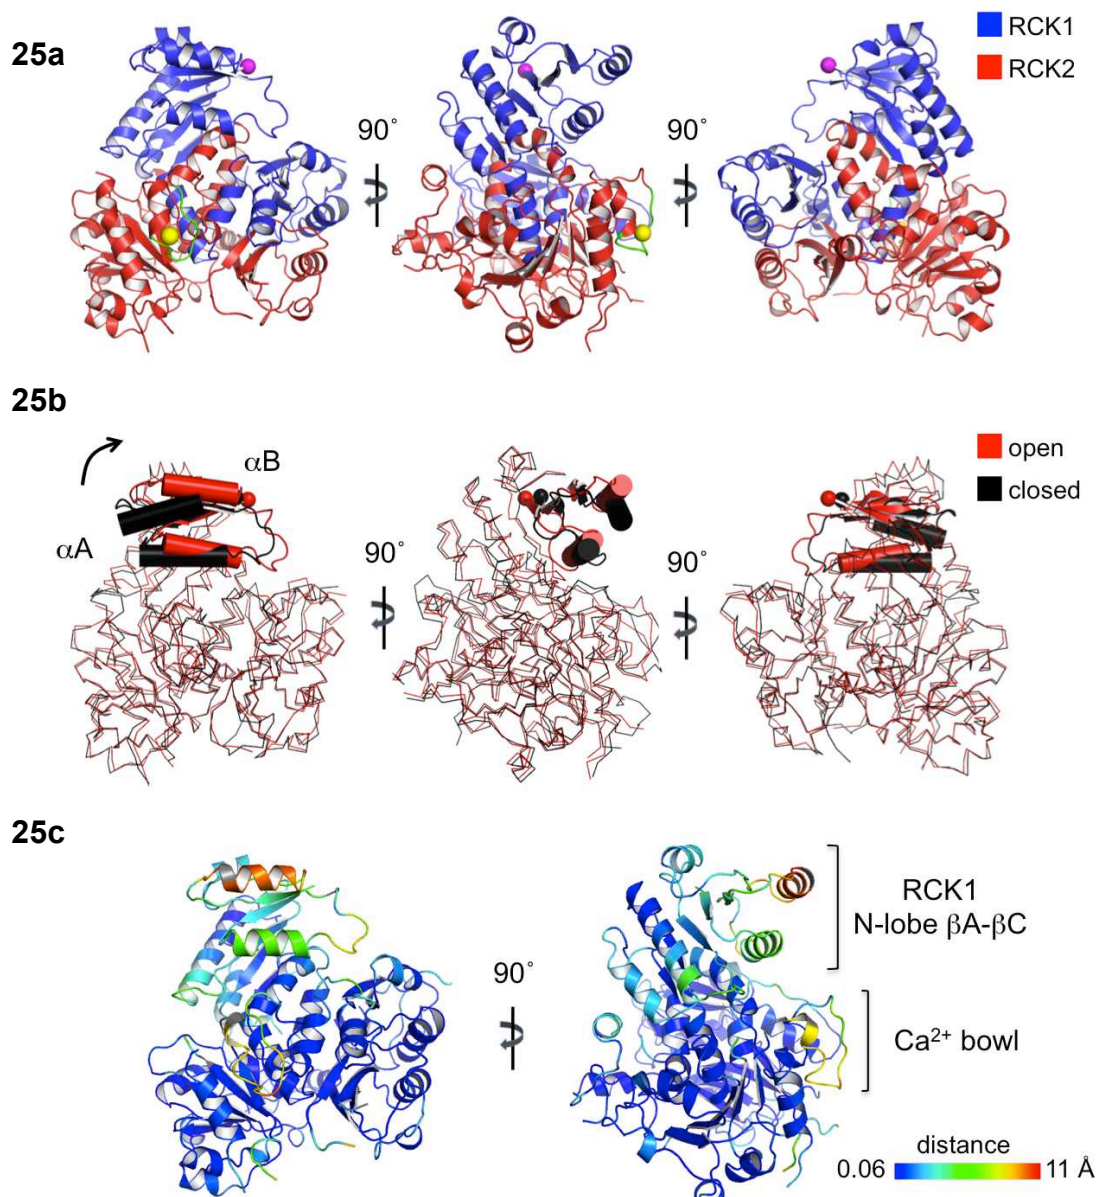 25a
RCK1
RCK2
90°
90°
25b
αB
open
closed
αA
90°
90°
25c
RCK1
N-lobe βA-βC
90°
Ca²⁺ bowl
distance
0.06
11 Å